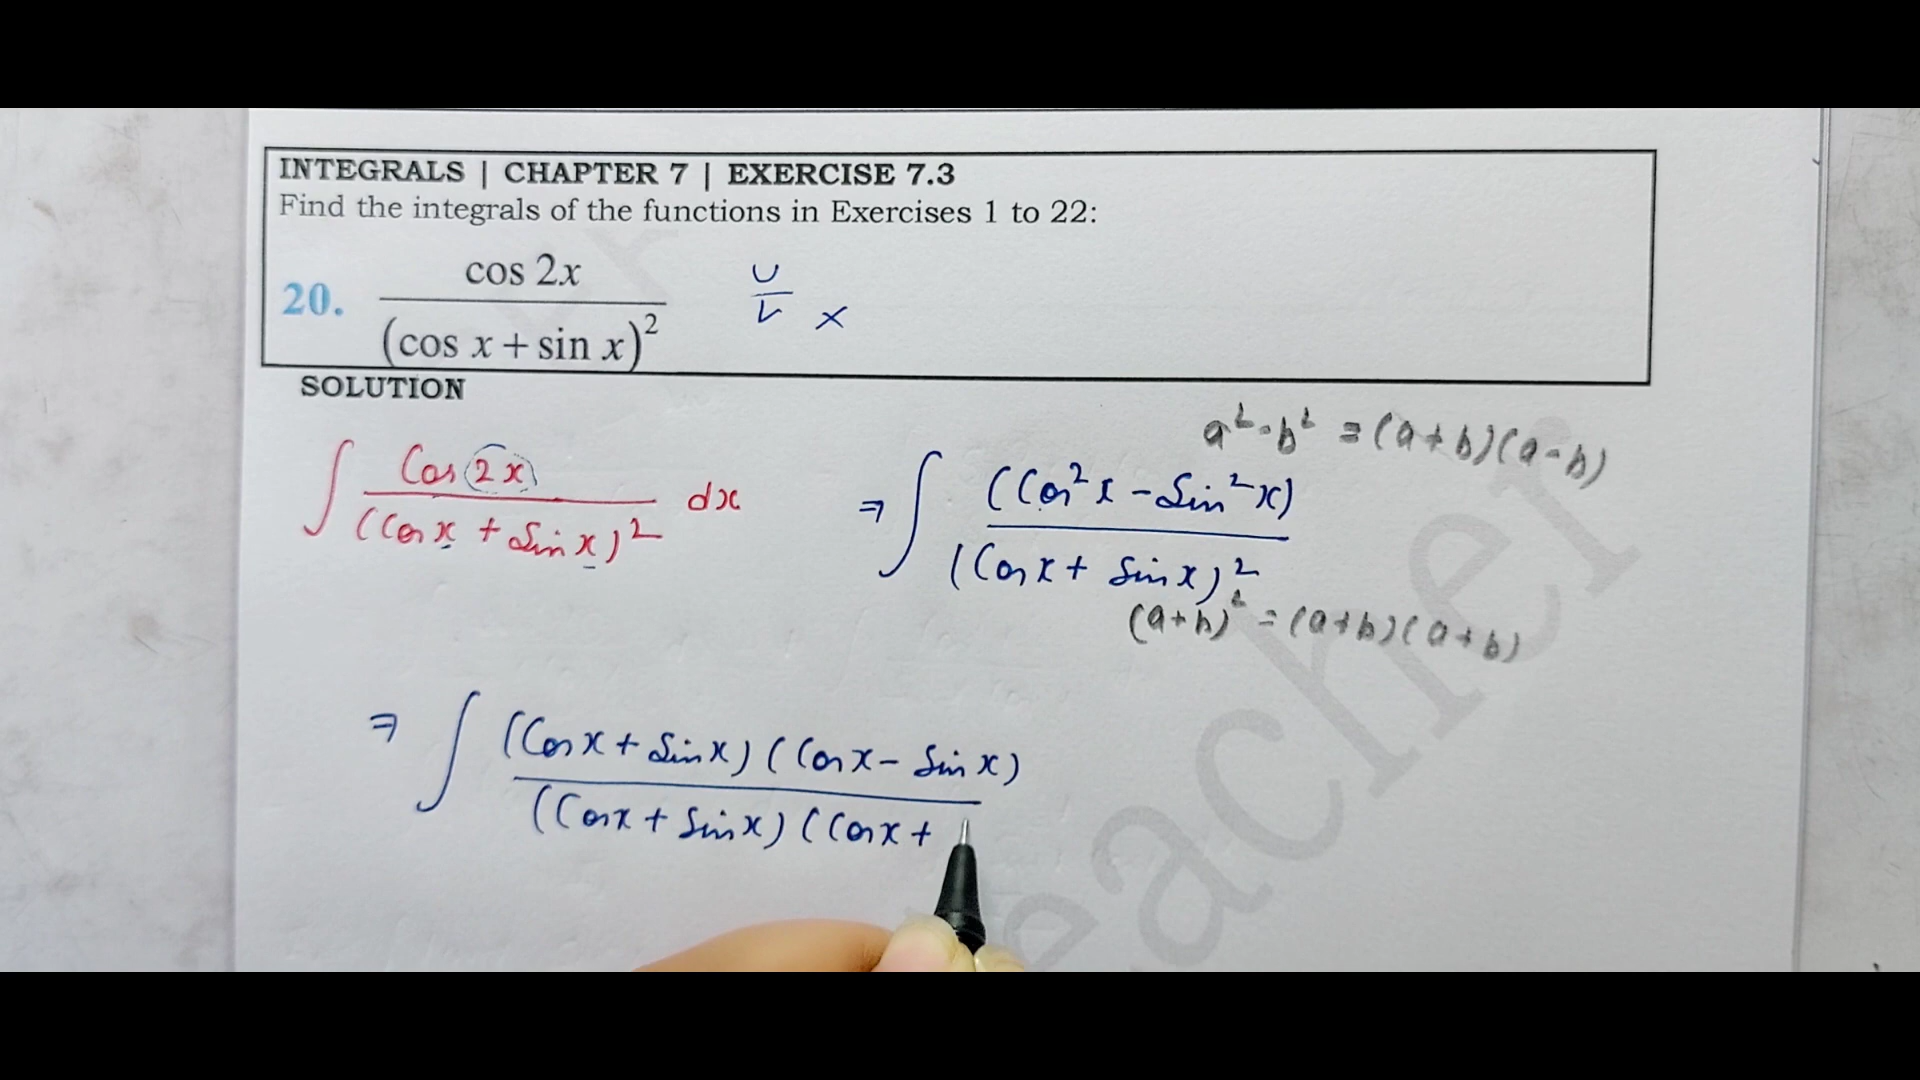 INTEGRALS | CHAPTER 7 | EXERCISE 7.3
Find the integrals of the functions in Exercises 1 to 22:
20. cos 2x / (cos x + sin x)²
U / V ×
SOLUTION
a² - b² = (a + b)(a - b)
∫ Cos 2x / (Cos x + Sin x)² dx
⇒ ∫ (Cos² x - Sin² x) / (Cos x + Sin x)²
(a + b)² = (a + b)(a + b)
⇒ ∫ (Cos x + Sin x) (Cos x - Sin x)
(Cos x + Sin x) (Cos x +
eacher